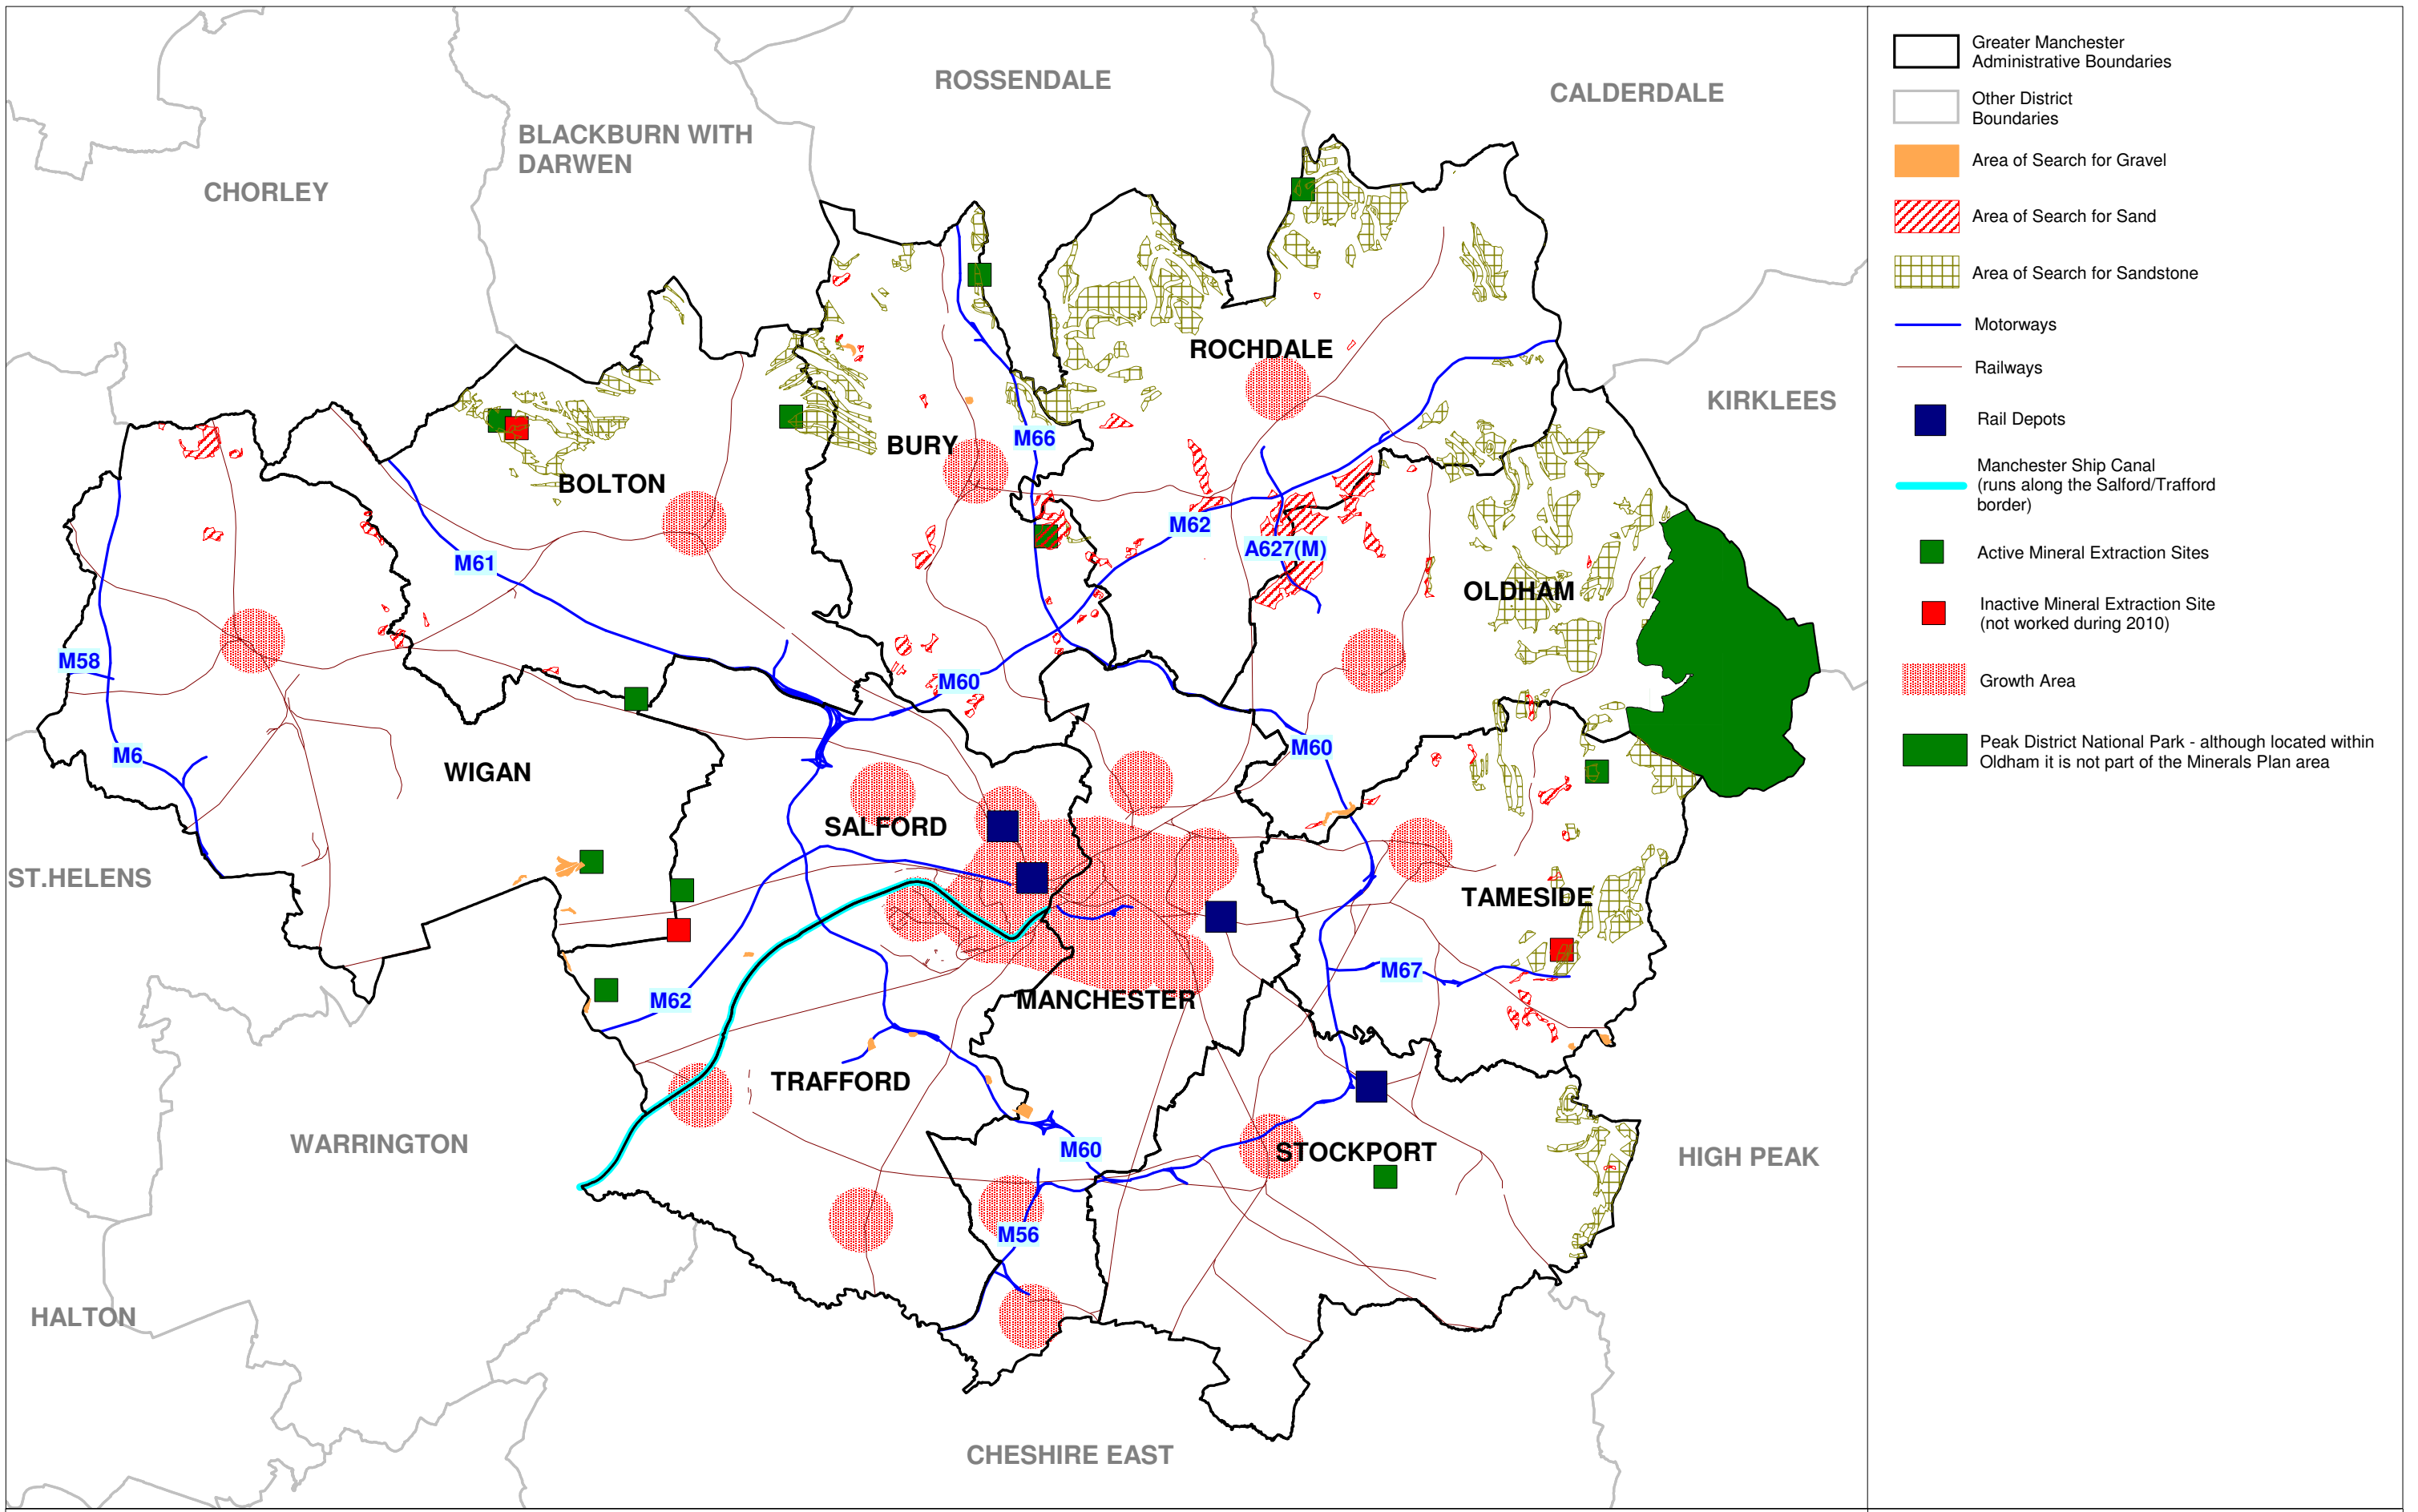 ROSSENDALE
CALDERDALE
BLACKBURN WITH
DARWEN
CHORLEY
ROCHDALE
KIRKLEES
BURY
M66
BOLTON
M62
A627(M)
M61
OLDHAM
M58
M60
M6
M60
WIGAN
SALFORD
ST.HELENS
TAMESIDE
M67
M62
MANCHESTER
TRAFFORD
WARRINGTON
M60
STOCKPORT
HIGH PEAK
M56
HALTON
CHESHIRE EAST
Greater Manchester
Administrative Boundaries
Other District
Boundaries
Area of Search for Gravel
Area of Search for Sand
Area of Search for Sandstone
Motorways
Railways
Rail Depots
Manchester Ship Canal
(runs along the Salford/Trafford
border)
Active Mineral Extraction Sites
Inactive Mineral Extraction Site
(not worked during 2010)
Growth Area
Peak District National Park - although located within
Oldham it is not part of the Minerals Plan area